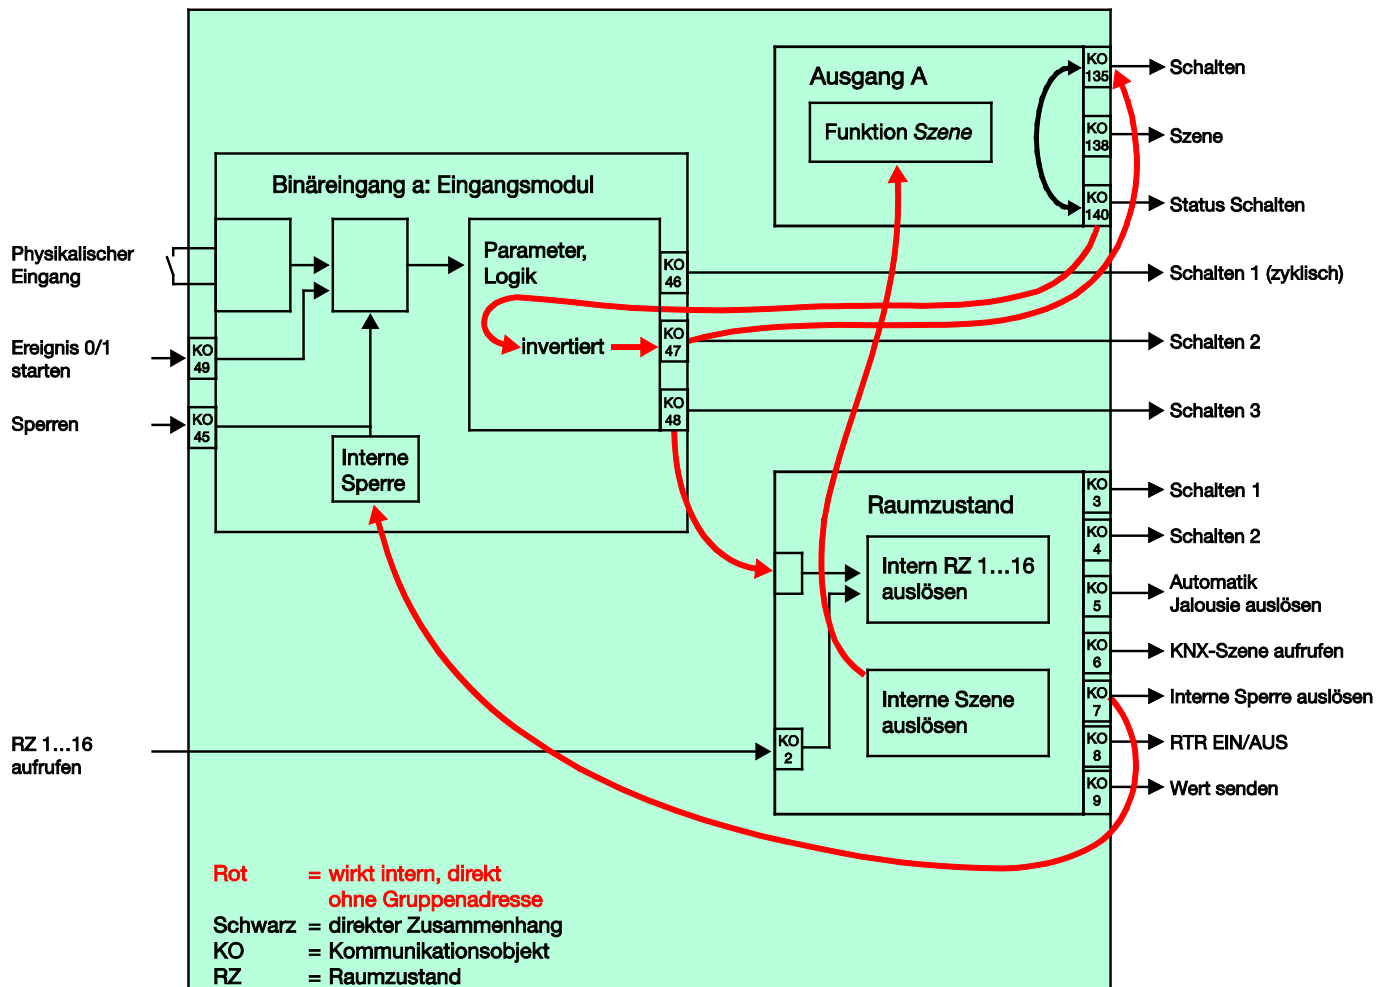 Ausgang A
Funktion Szene
KO
135
Schalten
KO
138
Szene
KO
140
Status Schalten
Binäreingang a: Eingangsmodul
Physikalischer
Eingang
Parameter,
Logik
invertiert
KO
46
Schalten 1 (zyklisch)
KO
47
Schalten 2
KO
48
Schalten 3
Ereignis 0/1
starten
KO
49
Sperren
KO
45
Interne
Sperre
Raumzustand
Intern RZ 1...16
auslösen
Interne Szene
auslösen
KO
3
Schalten 1
KO
4
Schalten 2
KO
5
Automatik
Jalousie auslösen
KO
6
KNX-Szene aufrufen
KO
7
Interne Sperre auslösen
KO
8
RTR EIN/AUS
KO
9
Wert senden
RZ 1...16
aufrufen
KO
2
Rot = wirkt intern, direkt
ohne Gruppenadresse
Schwarz = direkter Zusammenhang
KO = Kommunikationsobjekt
RZ = Raumzustand